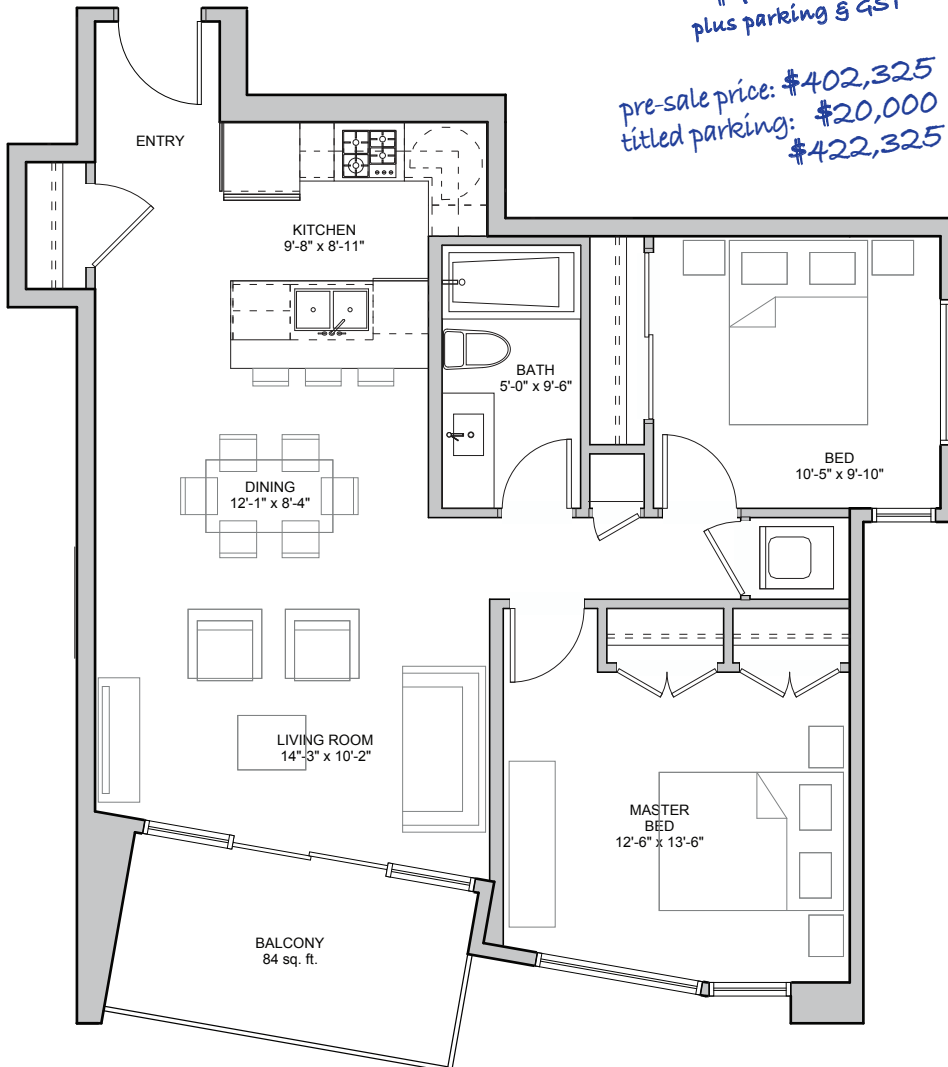 plus parking & GST
pre-sale price: $402,325
titled parking: $20,000
$422,325
ENTRY
KITCHEN
9'-8" x 8'-11"
BATH
5'-0" x 9'-6"
BED
10'-5" x 9'-10"
DINING
12'-1" x 8'-4"
LIVING ROOM
14"-3" x 10'-2"
MASTER
BED
12'-6" x 13'-6"
BALCONY
84 sq. ft.